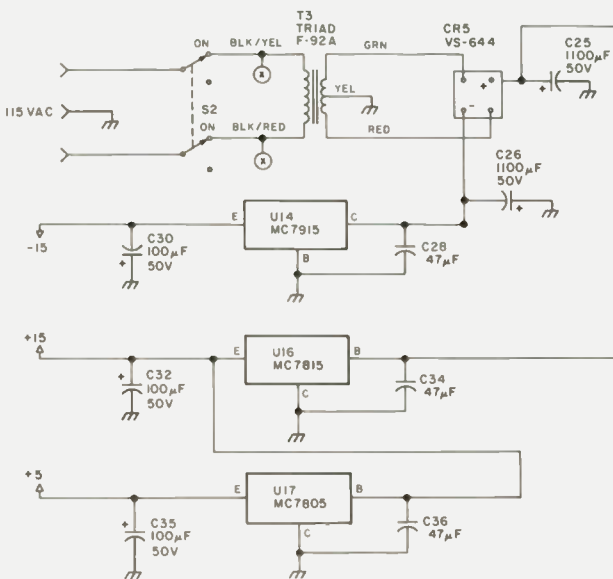 T3
TRIAD
F-92A
CR5
VS-644
C25
1100µF
50V
+
ON
BLK/YEL
X
GRN
+
-
115 VAC
S2
YEL
ON
BLK/RED
X
RED
C26
1100µF
50V
+
E
U14
MC7915
C
B
-15
C30
100µF
50V
+
C28
47µF
+15
E
U16
MC7815
B
C
+
C32
100µF
50V
C34
47µF
+5
E
U17
MC7805
B
C
+
C35
100µF
50V
C36
47µF